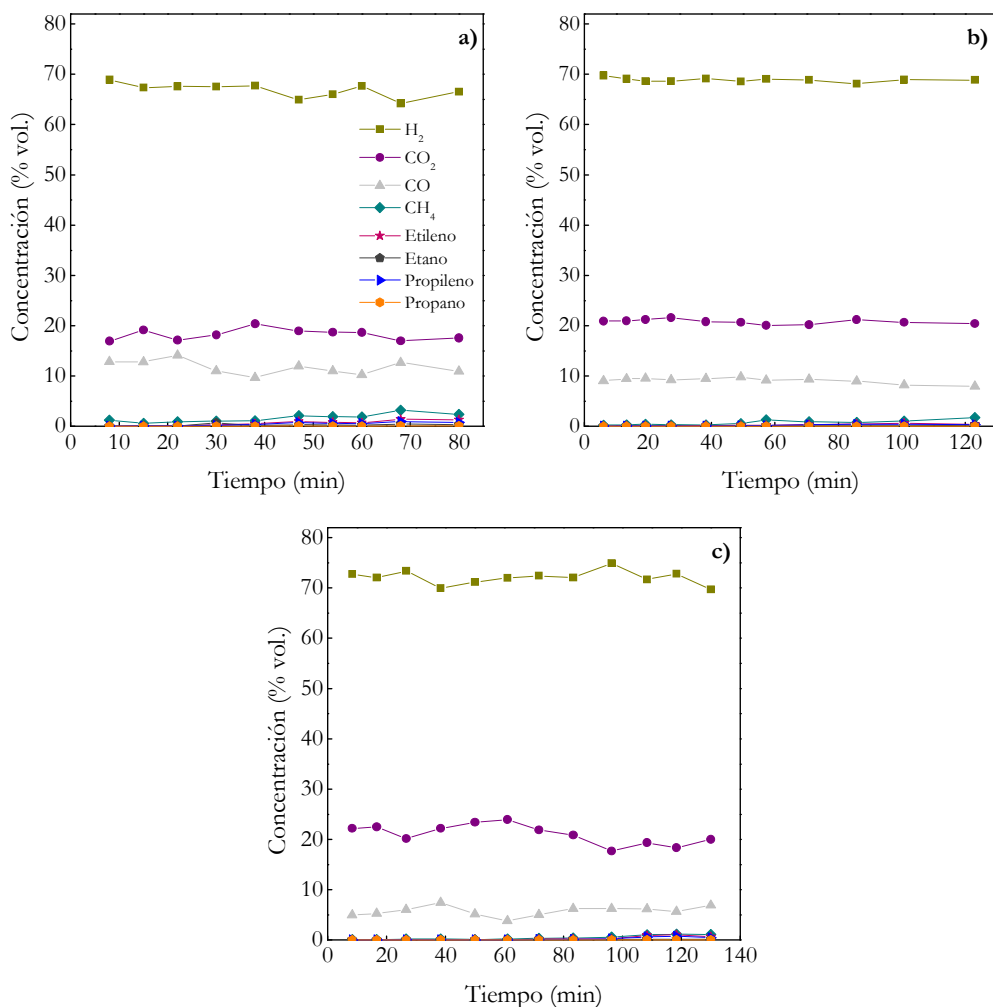 a)
80
70
60
50
40
30
20
10
0
Concentración (% vol.)
H2
CO2
CO
CH4
Etileno
Etano
Propileno
Propano
0 10 20 30 40 50 60 70 80
Tiempo (min)
b)
80
70
60
50
40
30
20
10
0
Concentración (% vol.)
0 20 40 60 80 100 120
Tiempo (min)
c)
80
70
60
50
40
30
20
10
0
Concentración (% vol.)
0 20 40 60 80 100 120 140
Tiempo (min)